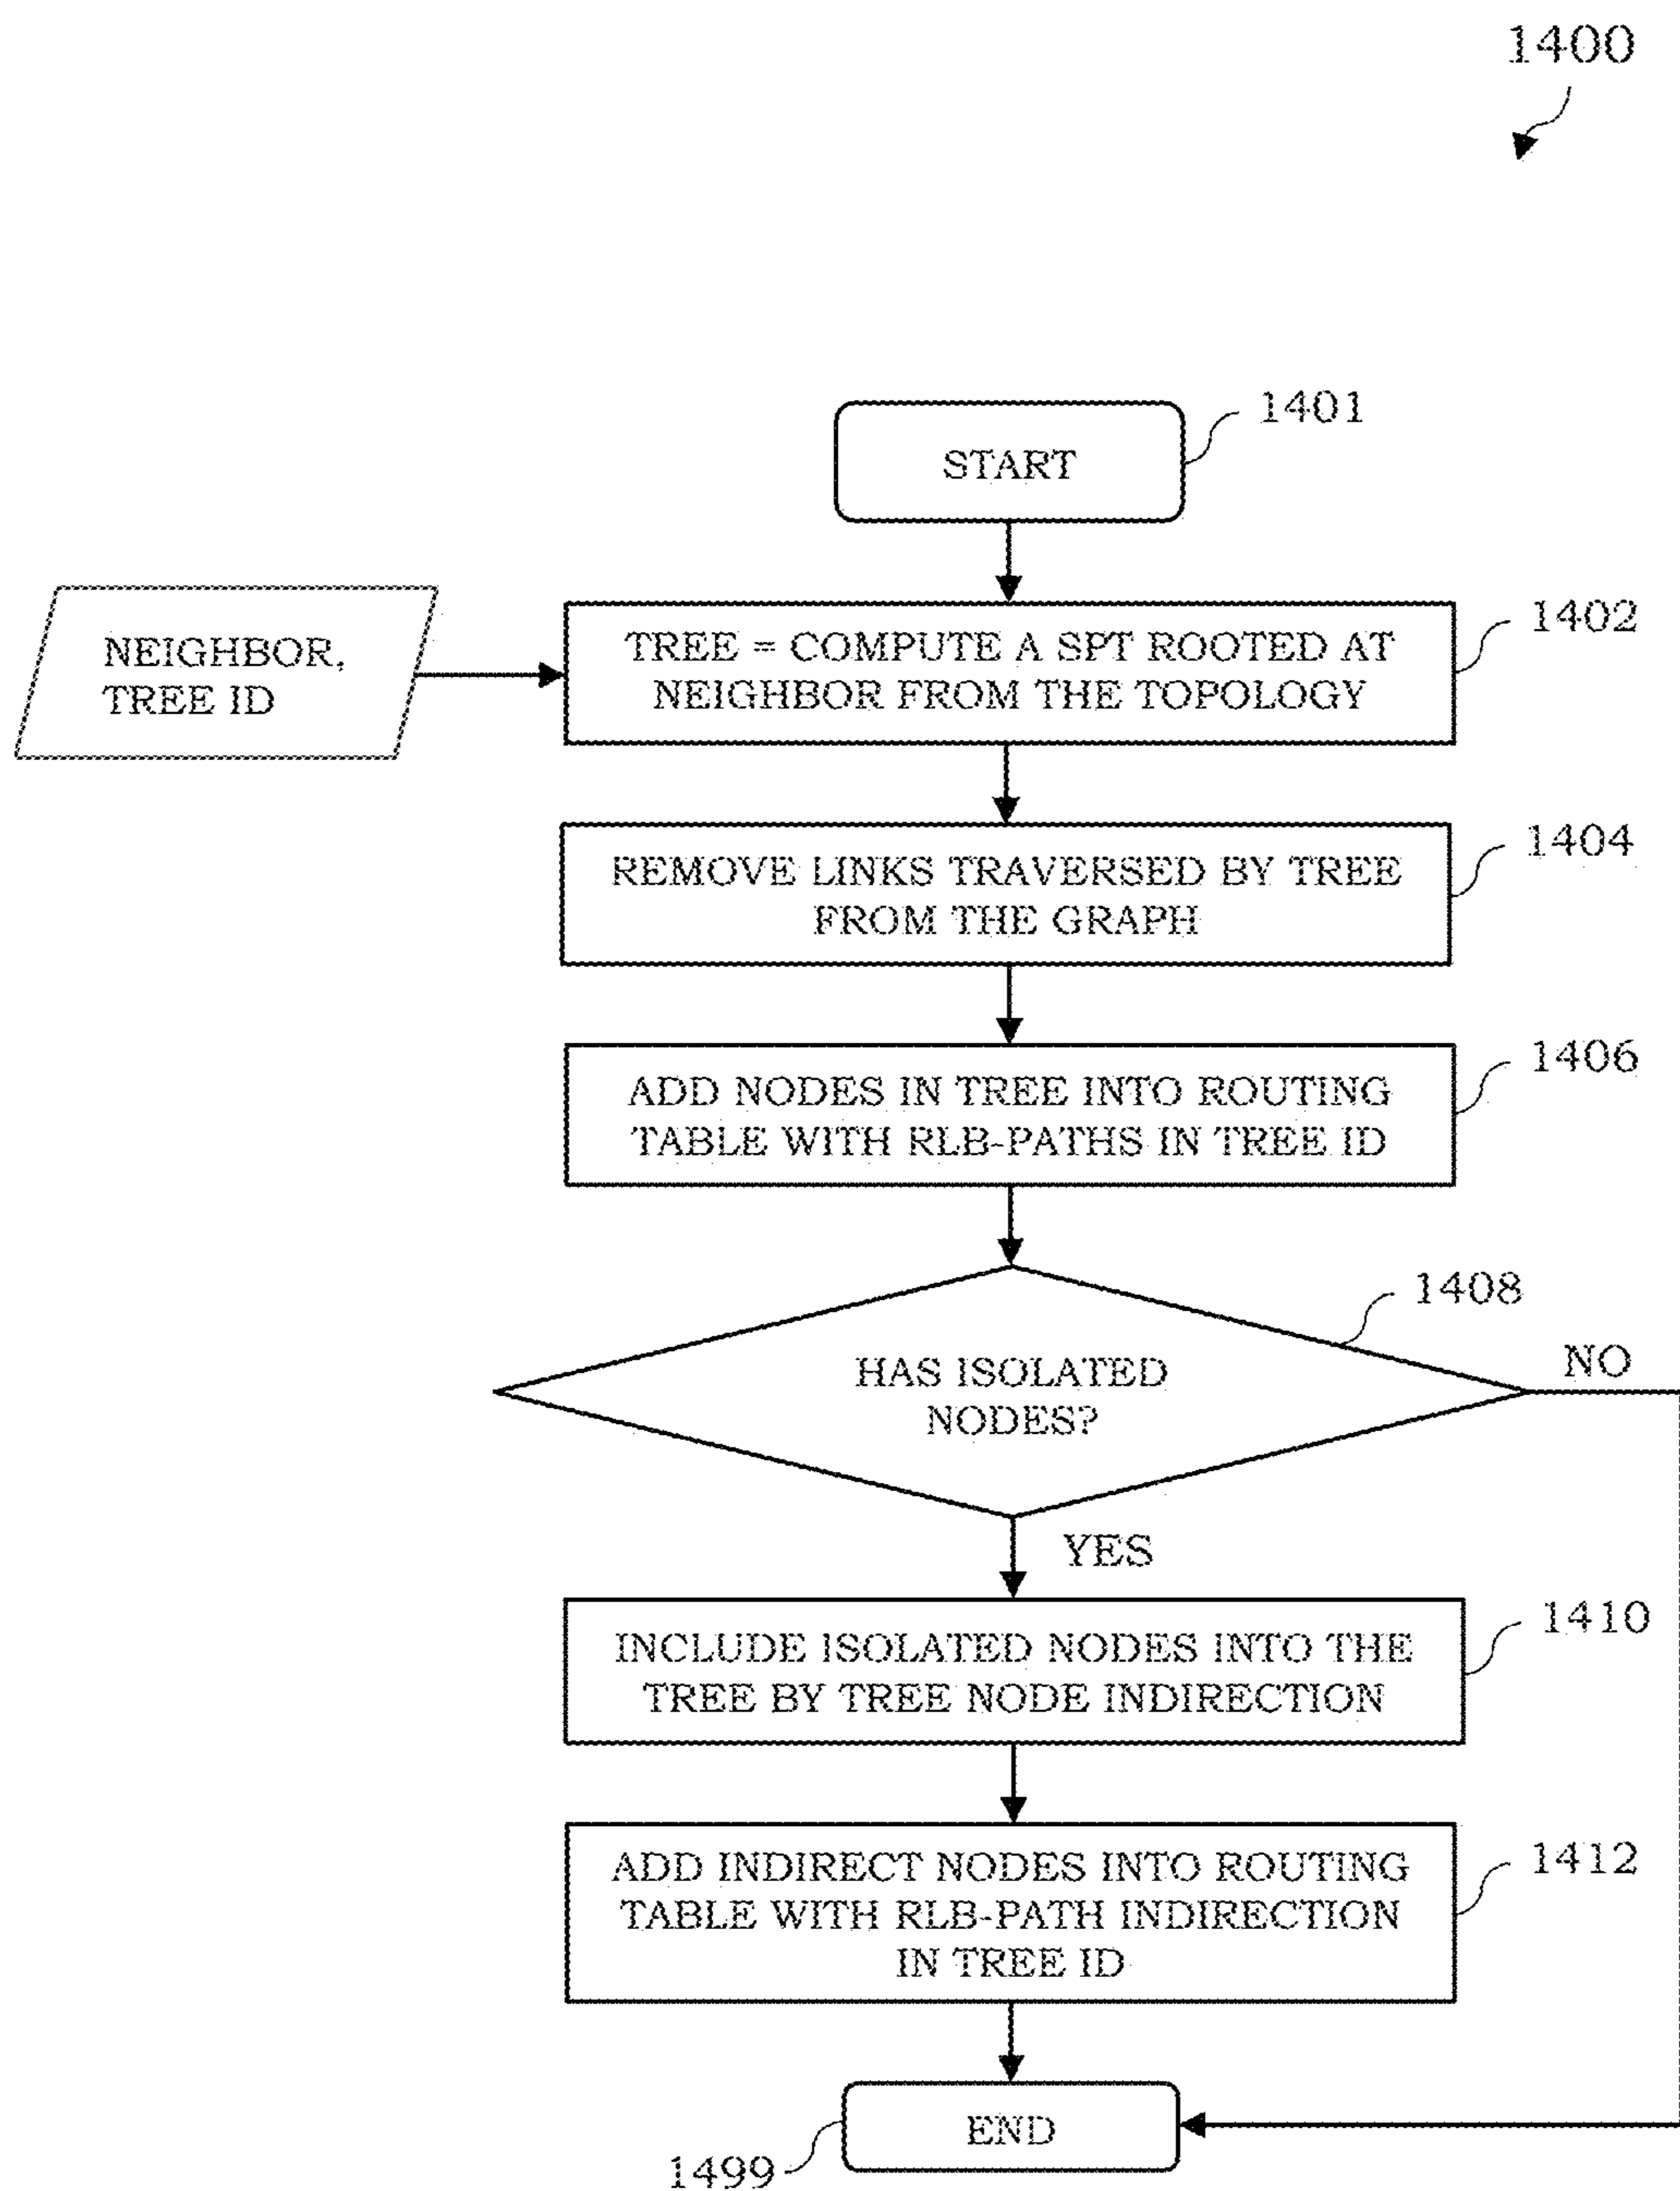 1400
1401
START
NEIGHBOR,
TREE ID
1402
TREE = COMPUTE A SPT ROOTED AT
NEIGHBOR FROM THE TOPOLOGY
1404
REMOVE LINKS TRAVERSED BY TREE
FROM THE GRAPH
1406
ADD NODES IN TREE INTO ROUTING
TABLE WITH RLB-PATHS IN TREE ID
1408
HAS ISOLATED
NODES?
NO
YES
1410
INCLUDE ISOLATED NODES INTO THE
TREE BY TREE NODE INDIRECTION
1412
ADD INDIRECT NODES INTO ROUTING
TABLE WITH RLB-PATH INDIRECTION
IN TREE ID
END
1499